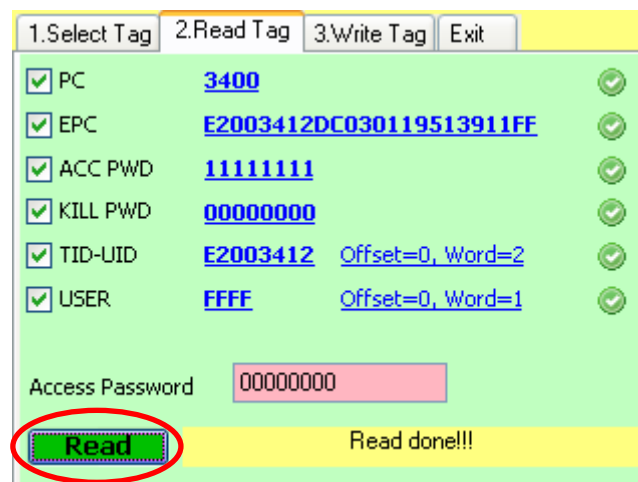 1.Select Tag 2.Read Tag 3.Write Tag Exit
PC 3400
EPC E2003412DC030119513911FF
ACC PWD 11111111
KILL PWD 00000000
TID-UID E2003412 Offset=0, Word=2
USER FFFF Offset=0, Word=1
Access Password 00000000
Read Read done!!!